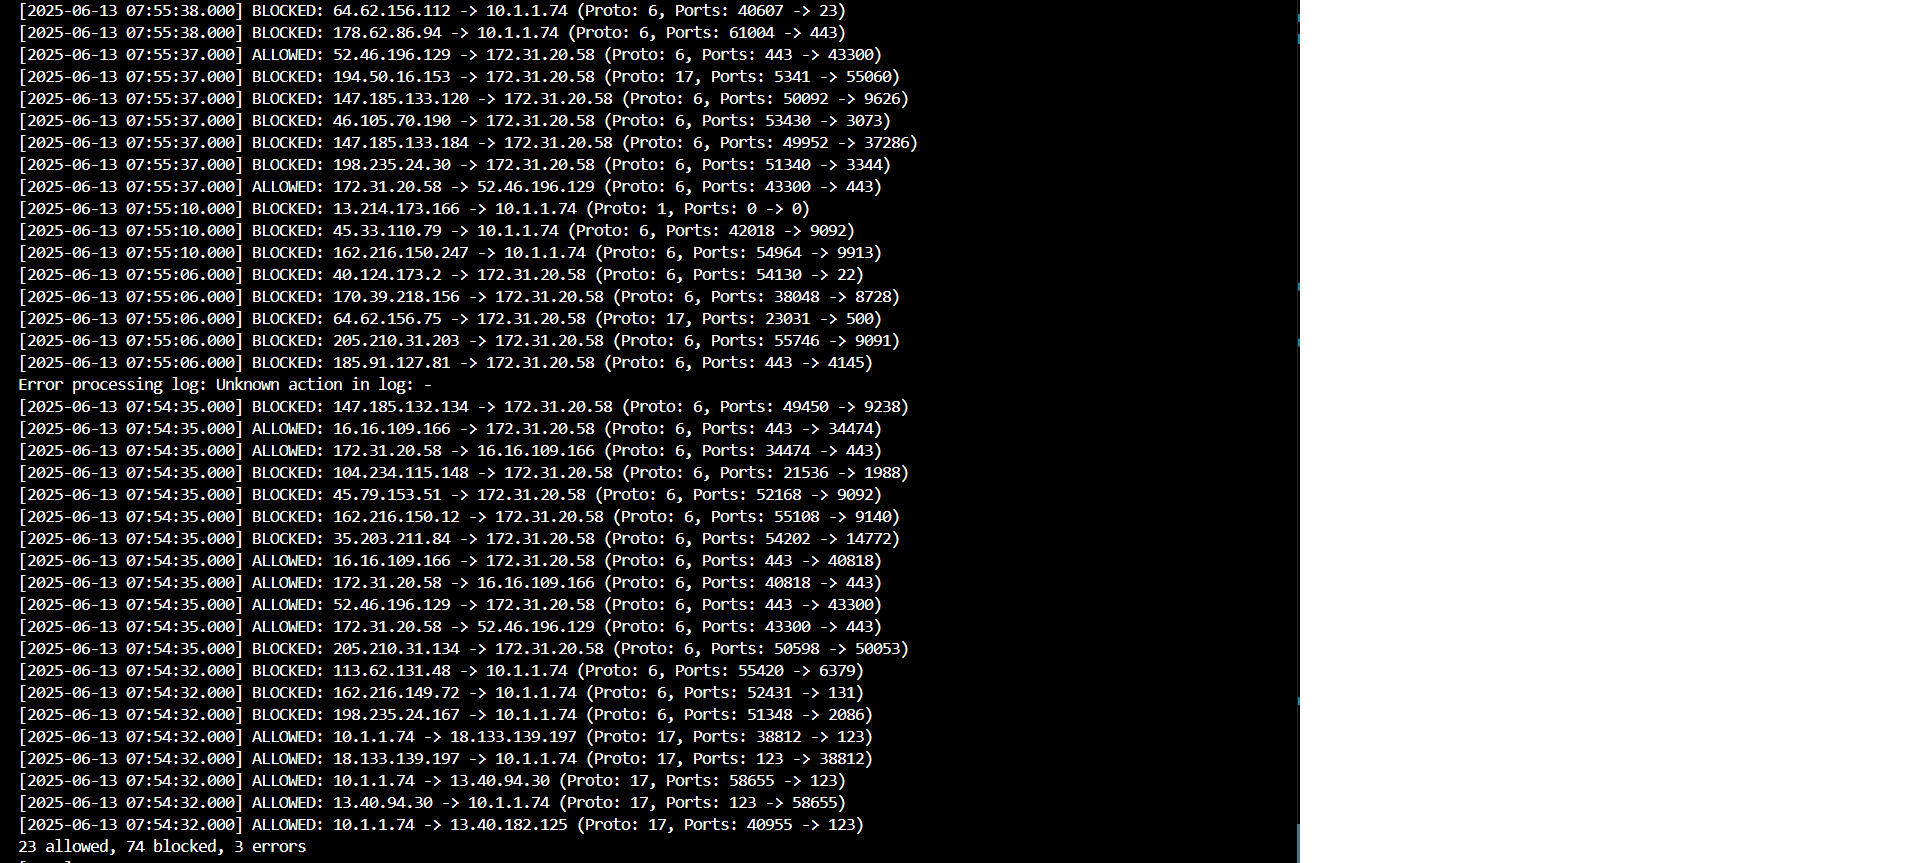 [2025-06-13 07:55:38.000] BLOCKED: 64.62.156.112 -> 10.1.1.74 (Proto: 6, Ports: 40607 -> 23)
[2025-06-13 07:55:38.000] BLOCKED: 178.62.86.94 -> 10.1.1.74 (Proto: 6, Ports: 61004 -> 443)
[2025-06-13 07:55:37.000] ALLOWED: 52.46.196.129 -> 172.31.20.58 (Proto: 6, Ports: 443 -> 43300)
[2025-06-13 07:55:37.000] BLOCKED: 194.50.16.153 -> 172.31.20.58 (Proto: 17, Ports: 5341 -> 55060)
[2025-06-13 07:55:37.000] BLOCKED: 147.185.133.120 -> 172.31.20.58 (Proto: 6, Ports: 50092 -> 9626)
[2025-06-13 07:55:37.000] BLOCKED: 46.105.70.190 -> 172.31.20.58 (Proto: 6, Ports: 53430 -> 3073)
[2025-06-13 07:55:37.000] BLOCKED: 147.185.133.184 -> 172.31.20.58 (Proto: 6, Ports: 49952 -> 37286)
[2025-06-13 07:55:37.000] BLOCKED: 198.235.24.30 -> 172.31.20.58 (Proto: 6, Ports: 51340 -> 3344)
[2025-06-13 07:55:37.000] ALLOWED: 172.31.20.58 -> 52.46.196.129 (Proto: 6, Ports: 43300 -> 443)
[2025-06-13 07:55:10.000] BLOCKED: 13.214.173.166 -> 10.1.1.74 (Proto: 1, Ports: 0 -> 0)
[2025-06-13 07:55:10.000] BLOCKED: 45.33.110.79 -> 10.1.1.74 (Proto: 6, Ports: 42018 -> 9092)
[2025-06-13 07:55:10.000] BLOCKED: 162.216.150.247 -> 10.1.1.74 (Proto: 6, Ports: 54964 -> 9913)
[2025-06-13 07:55:06.000] BLOCKED: 40.124.173.2 -> 172.31.20.58 (Proto: 6, Ports: 54130 -> 22)
[2025-06-13 07:55:06.000] BLOCKED: 170.39.218.156 -> 172.31.20.58 (Proto: 6, Ports: 38048 -> 8728)
[2025-06-13 07:55:06.000] BLOCKED: 64.62.156.75 -> 172.31.20.58 (Proto: 17, Ports: 23031 -> 500)
[2025-06-13 07:55:06.000] BLOCKED: 205.210.31.203 -> 172.31.20.58 (Proto: 6, Ports: 55746 -> 9091)
[2025-06-13 07:55:06.000] BLOCKED: 185.91.127.81 -> 172.31.20.58 (Proto: 6, Ports: 443 -> 4145)
Error processing log: Unknown action in log: -
[2025-06-13 07:54:35.000] BLOCKED: 147.185.132.134 -> 172.31.20.58 (Proto: 6, Ports: 49450 -> 9238)
[2025-06-13 07:54:35.000] ALLOWED: 16.16.109.166 -> 172.31.20.58 (Proto: 6, Ports: 443 -> 34474)
[2025-06-13 07:54:35.000] ALLOWED: 172.31.20.58 -> 16.16.109.166 (Proto: 6, Ports: 34474 -> 443)
[2025-06-13 07:54:35.000] BLOCKED: 104.234.115.148 -> 172.31.20.58 (Proto: 6, Ports: 21536 -> 1988)
[2025-06-13 07:54:35.000] BLOCKED: 45.79.153.51 -> 172.31.20.58 (Proto: 6, Ports: 52168 -> 9092)
[2025-06-13 07:54:35.000] BLOCKED: 162.216.150.12 -> 172.31.20.58 (Proto: 6, Ports: 55108 -> 9140)
[2025-06-13 07:54:35.000] BLOCKED: 35.203.211.84 -> 172.31.20.58 (Proto: 6, Ports: 54202 -> 14772)
[2025-06-13 07:54:35.000] ALLOWED: 16.16.109.166 -> 172.31.20.58 (Proto: 6, Ports: 443 -> 40818)
[2025-06-13 07:54:35.000] ALLOWED: 172.31.20.58 -> 16.16.109.166 (Proto: 6, Ports: 40818 -> 443)
[2025-06-13 07:54:35.000] ALLOWED: 52.46.196.129 -> 172.31.20.58 (Proto: 6, Ports: 443 -> 43300)
[2025-06-13 07:54:35.000] ALLOWED: 172.31.20.58 -> 52.46.196.129 (Proto: 6, Ports: 43300 -> 443)
[2025-06-13 07:54:35.000] BLOCKED: 205.210.31.134 -> 172.31.20.58 (Proto: 6, Ports: 50598 -> 50053)
[2025-06-13 07:54:32.000] BLOCKED: 113.62.131.48 -> 10.1.1.74 (Proto: 6, Ports: 55420 -> 6379)
[2025-06-13 07:54:32.000] BLOCKED: 162.216.149.72 -> 10.1.1.74 (Proto: 6, Ports: 52431 -> 131)
[2025-06-13 07:54:32.000] BLOCKED: 198.235.24.167 -> 10.1.1.74 (Proto: 6, Ports: 51348 -> 2086)
[2025-06-13 07:54:32.000] ALLOWED: 10.1.1.74 -> 18.133.139.197 (Proto: 17, Ports: 38812 -> 123)
[2025-06-13 07:54:32.000] ALLOWED: 18.133.139.197 -> 10.1.1.74 (Proto: 17, Ports: 123 -> 38812)
[2025-06-13 07:54:32.000] ALLOWED: 10.1.1.74 -> 13.40.94.30 (Proto: 17, Ports: 58655 -> 123)
[2025-06-13 07:54:32.000] ALLOWED: 13.40.94.30 -> 10.1.1.74 (Proto: 17, Ports: 123 -> 58655)
[2025-06-13 07:54:32.000] ALLOWED: 10.1.1.74 -> 13.40.182.125 (Proto: 17, Ports: 40955 -> 123)
23 allowed, 74 blocked, 3 errors